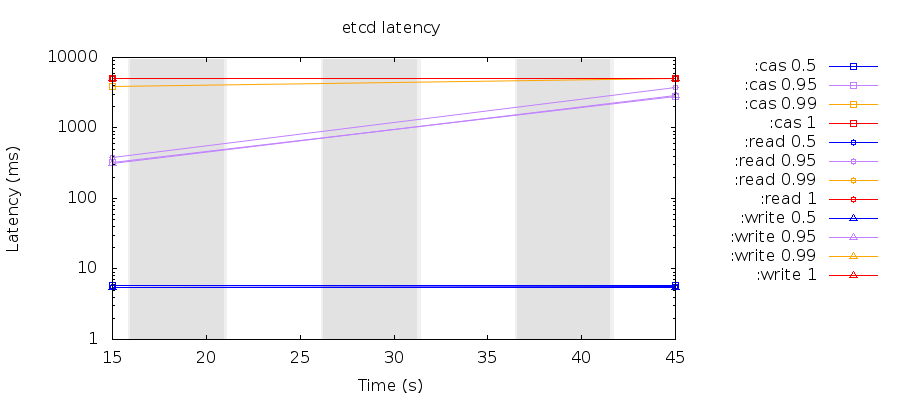 etcd latency
10000
1000
100
10
1
Latency (ms)
15 20 25 30 35 40 45
Time (s)
:cas 0.5
:cas 0.95
:cas 0.99
:cas 1
:read 0.5
:read 0.95
:read 0.99
:read 1
:write 0.5
:write 0.95
:write 0.99
:write 1